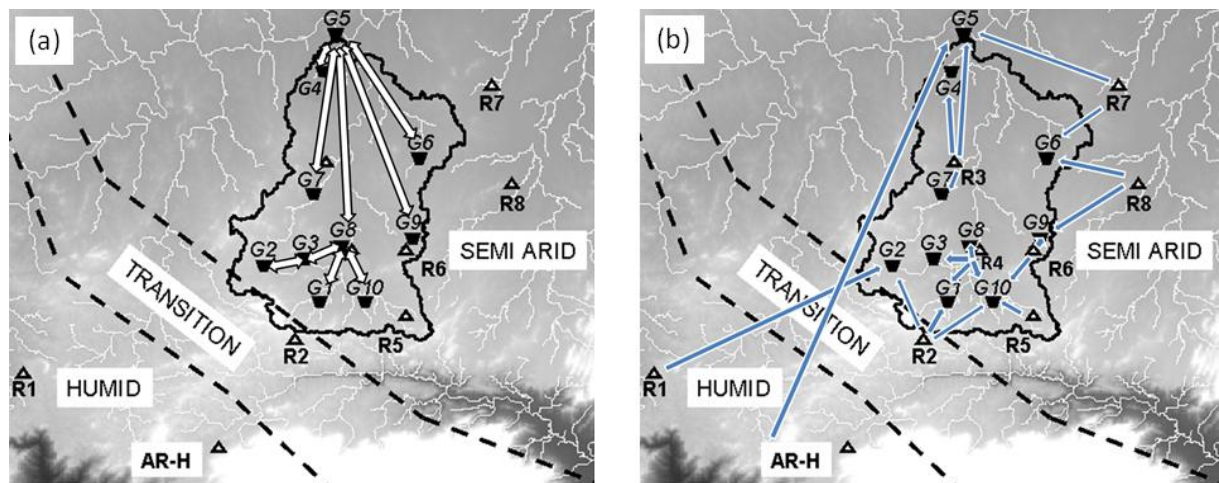 (a)
G5
G4
R7
G6
G7
R8
G8
G9
G2
G3
R6
SEMI ARID
G10
TRANSITION
R2
R5
R1
HUMID
AR-H
(b)
G5
G4
R7
G6
R3
G7
R8
G8
G9
G2
G3
R4
R6
SEMI ARID
G10
TRANSITION
R2
R5
R1
HUMID
AR-H